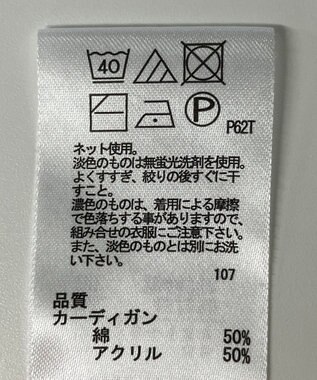 40
P
P62T
ネット使用。
淡色のものは無蛍光洗剤を使用。
よくすすぎ、絞りの後すぐに干
すこと。
濃色のものは、着用による摩擦
で色落ちする事がありますので、
組み合せの衣服にご注意下さい。
また、淡色のものとは別にお洗
い下さい。
107
品質
カーディガン
綿 50%
アクリル 50%